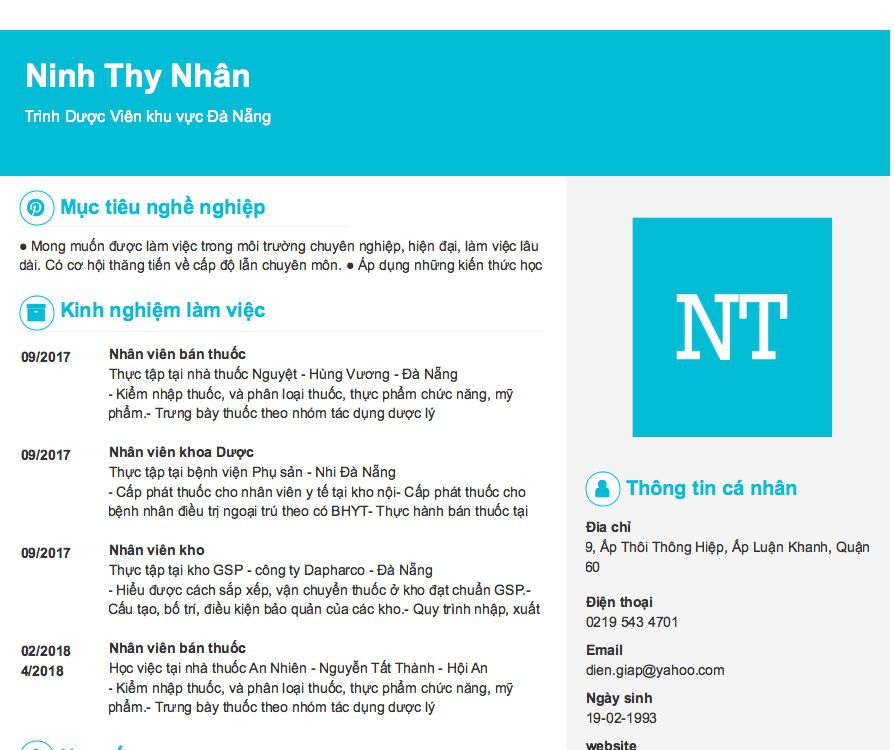 Ninh Thy Nhân
Trình Dược Viên khu vực Đà Nẵng
Mục tiêu nghề nghiệp
● Mong muốn được làm việc trong môi trường chuyên nghiệp, hiện đại, làm việc lâu
dài. Có cơ hội thăng tiến về cấp độ lẫn chuyên môn. ● Áp dụng những kiến thức học
Kinh nghiệm làm việc
09/2017
Nhân viên bán thuốc
Thực tập tại nhà thuốc Nguyệt - Hùng Vương - Đà Nẵng
- Kiểm nhập thuốc, và phân loại thuốc, thực phẩm chức năng, mỹ
phẩm.- Trưng bày thuốc theo nhóm tác dụng dược lý
09/2017
Nhân viên khoa Dược
Thực tập tại bệnh viện Phụ sản - Nhi Đà Nẵng
- Cấp phát thuốc cho nhân viên y tế tại kho nội- Cấp phát thuốc cho
bệnh nhân điều trị ngoại trú theo có BHYT- Thực hành bán thuốc tại
09/2017
Nhân viên kho
Thực tập tại kho GSP - công ty Dapharco - Đà Nẵng
- Hiểu được cách sắp xếp, vận chuyển thuốc ở kho đạt chuẩn GSP.-
Cấu tạo, bố trí, điều kiện bảo quản của các kho.- Quy trình nhập, xuất
02/2018
4/2018
Nhân viên bán thuốc
Học việc tại nhà thuốc An Nhiên - Nguyễn Tất Thành - Hội An
- Kiểm nhập thuốc, và phân loại thuốc, thực phẩm chức năng, mỹ
phẩm.- Trưng bày thuốc theo nhóm tác dụng dược lý
NT
Thông tin cá nhân
Địa chỉ
9, Ấp Thôi Thông Hiệp, Ấp Luận Khanh, Quận
60
Điện thoại
0219 543 4701
Email
dien.giap@yahoo.com
Ngày sinh
19-02-1993
website